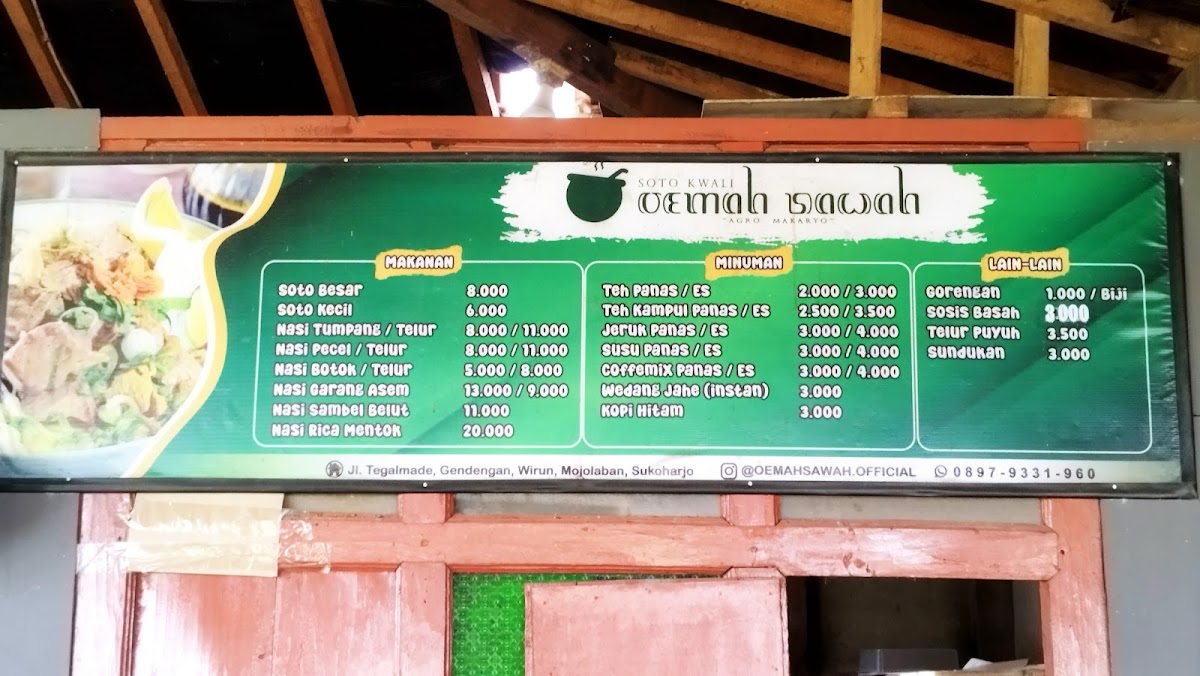 SOTO KWALI
OEMAH SAWAH
"AGRO MAKARYO"
MAKANAN
Soto Besar 8.000
Soto Kecil 6.000
Nasi Tumpang / Telur 8.000 / 11.000
Nasi Pecel / Telur 8.000 / 11.000
Nasi Botok / Telur 5.000 / 8.000
Nasi Garang Asem 13.000 / 9.000
Nasi Sambel Belut 11.000
Nasi Rica Mentok 20.000
MINUMAN
Teh Panas / ES 2.000 / 3.000
Teh Kampul Panas / ES 2.500 / 3.500
Jeruk Panas / ES 3.000 / 4.000
Susu Panas / ES 3.000 / 4.000
Coffemix Panas / ES 3.000 / 4.000
Wedang Jahe (instan) 3.000
Kopi Hitam 3.000
LAIN-LAIN
Gorengan 1.000 / Biji
Sosis Basah 3.000
Telur Puyuh 3.500
Sundukan 3.000
Jl. Tegalmade, Gendengan, Wirun, Mojolaban, Sukoharjo @OEMAHSAWAH.OFFICIAL 0897-9331-960